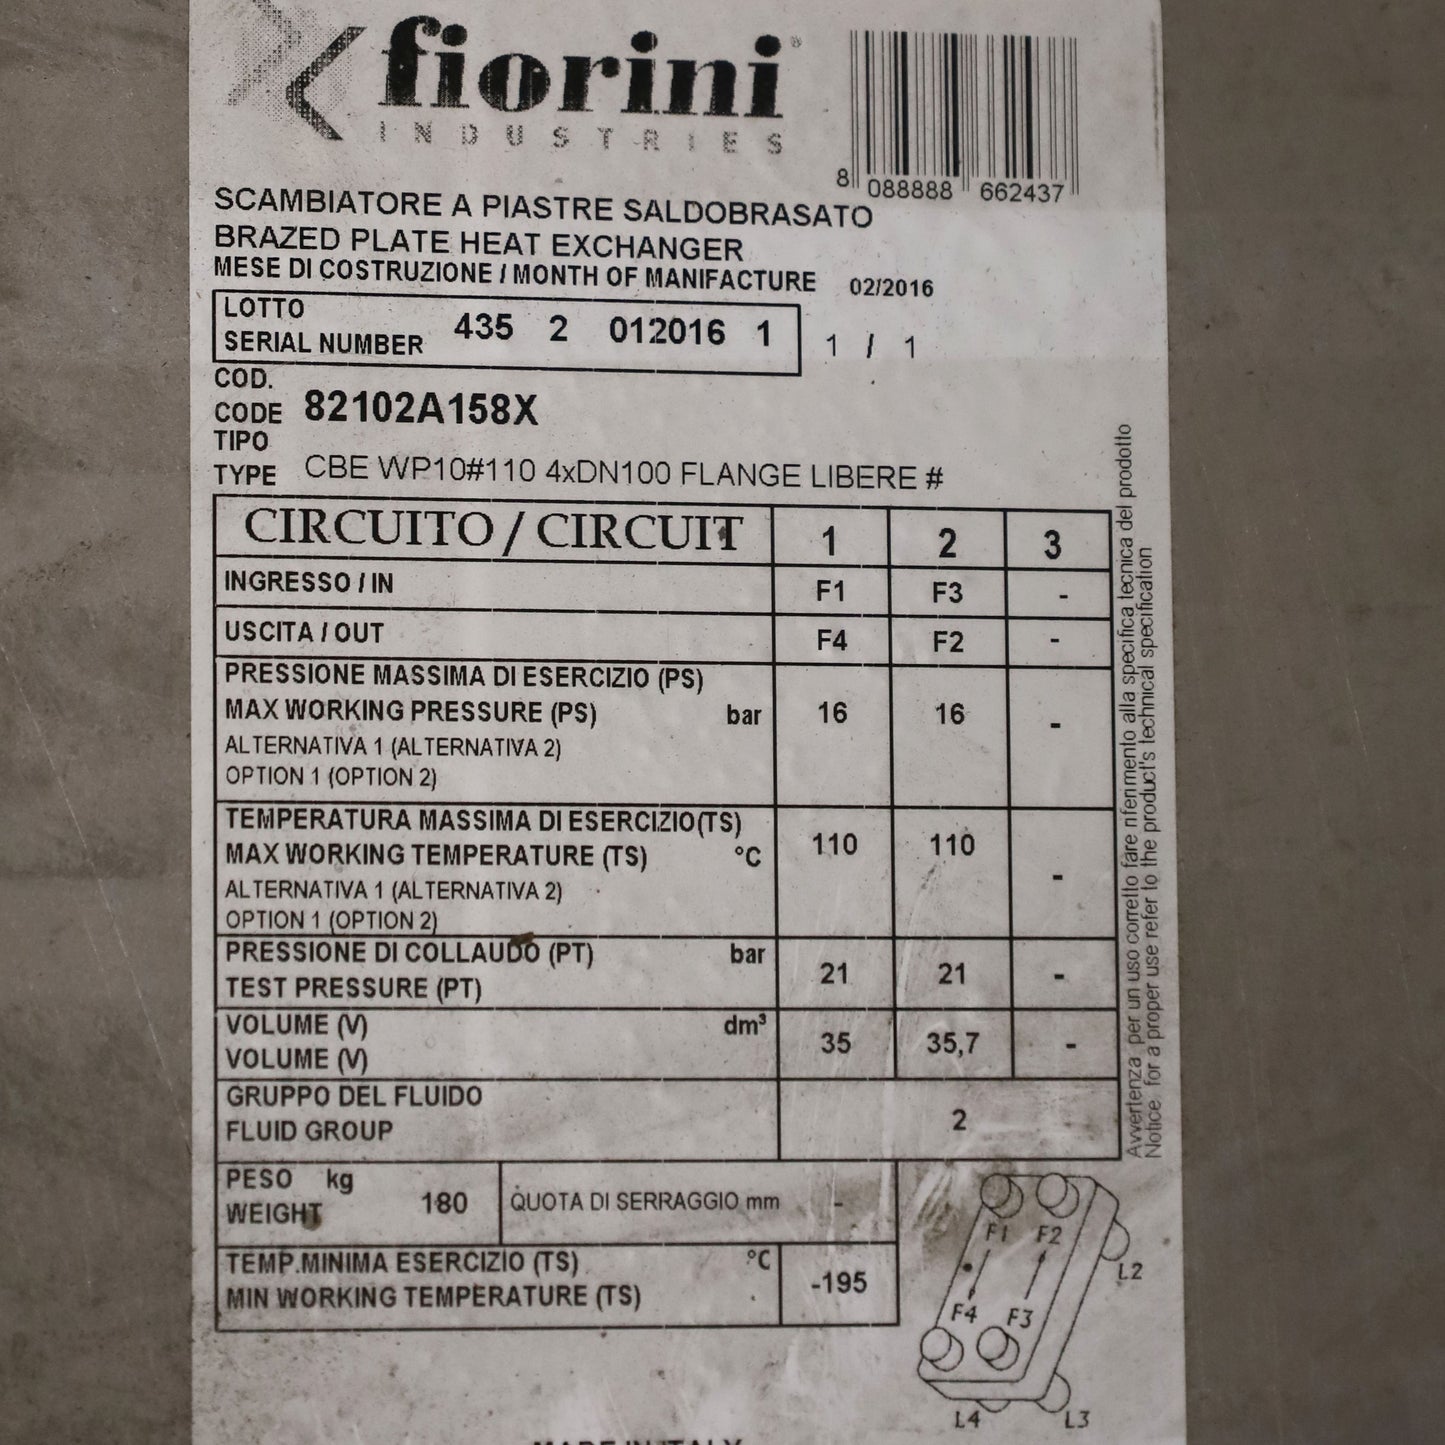 fiorini®
INDUSTRIES
8 088888 662437
SCAMBIATORE A PIASTRE SALDOBRASATO
BRAZED PLATE HEAT EXCHANGER
MESE DI COSTRUZIONE / MONTH OF MANIFACTURE 02/2016
LOTTO
SERIAL NUMBER 435 2 012016 1 1 / 1
COD.
CODE 82102A158X
TIPO
TYPE CBE WP10#110 4xDN100 FLANGE LIBERE #
CIRCUITO / CIRCUIT 1 2 3
INGRESSO / IN F1 F3 -
USCITA / OUT F4 F2 -
PRESSIONE MASSIMA DI ESERCIZIO (PS)
MAX WORKING PRESSURE (PS) bar 16 16 -
ALTERNATIVA 1 (ALTERNATIVA 2)
OPTION 1 (OPTION 2)
TEMPERATURA MASSIMA DI ESERCIZIO(TS)
MAX WORKING TEMPERATURE (TS) °C 110 110 -
ALTERNATIVA 1 (ALTERNATIVA 2)
OPTION 1 (OPTION 2)
PRESSIONE DI COLLAUDO (PT) bar
TEST PRESSURE (PT) 21 21 -
VOLUME (V) dm³
VOLUME (V) 35 35,7 -
GRUPPO DEL FLUIDO
FLUID GROUP 2
PESO kg
WEIGHT 180 QUOTA DI SERRAGGIO mm -
TEMP.MINIMA ESERCIZIO (TS) °C
MIN WORKING TEMPERATURE (TS) -195
Avvertenza per un uso corretto fare riferimento alla specifica tecnica del prodotto
Notice for a proper use refer to the product's technical specification
F1 F2
L2
F4 F3
L4 L3
MADE IN ITALY